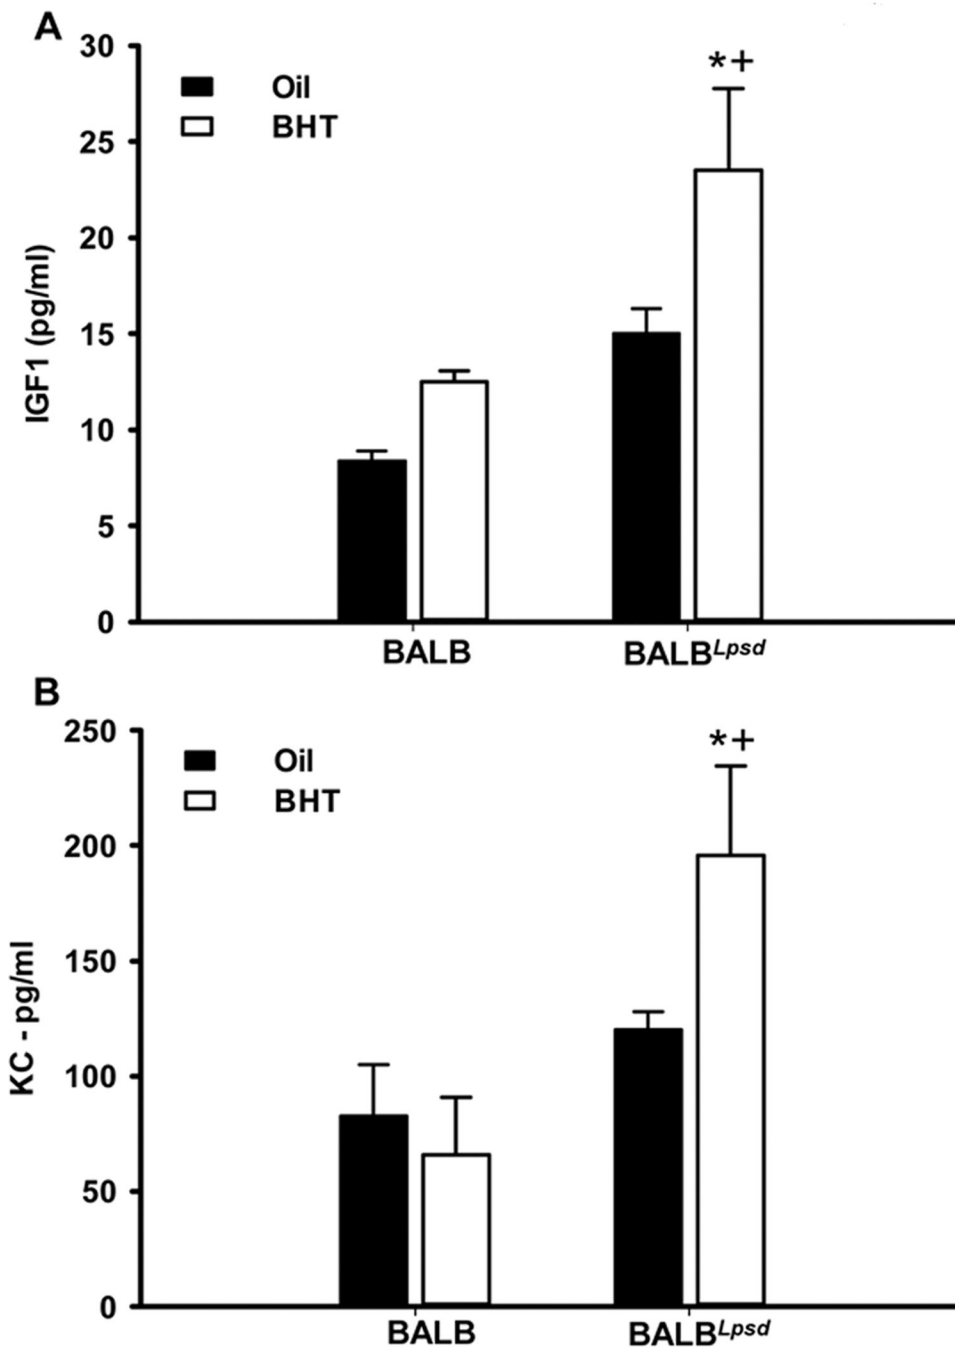 A
30
Oil
BHT
*+
25
20
15
10
5
0
IGF1 (pg/ml)
BALB
BALBLpsd
B
250
Oil
BHT
*+
200
150
100
50
0
KC - pg/ml
BALB
BALBLpsd